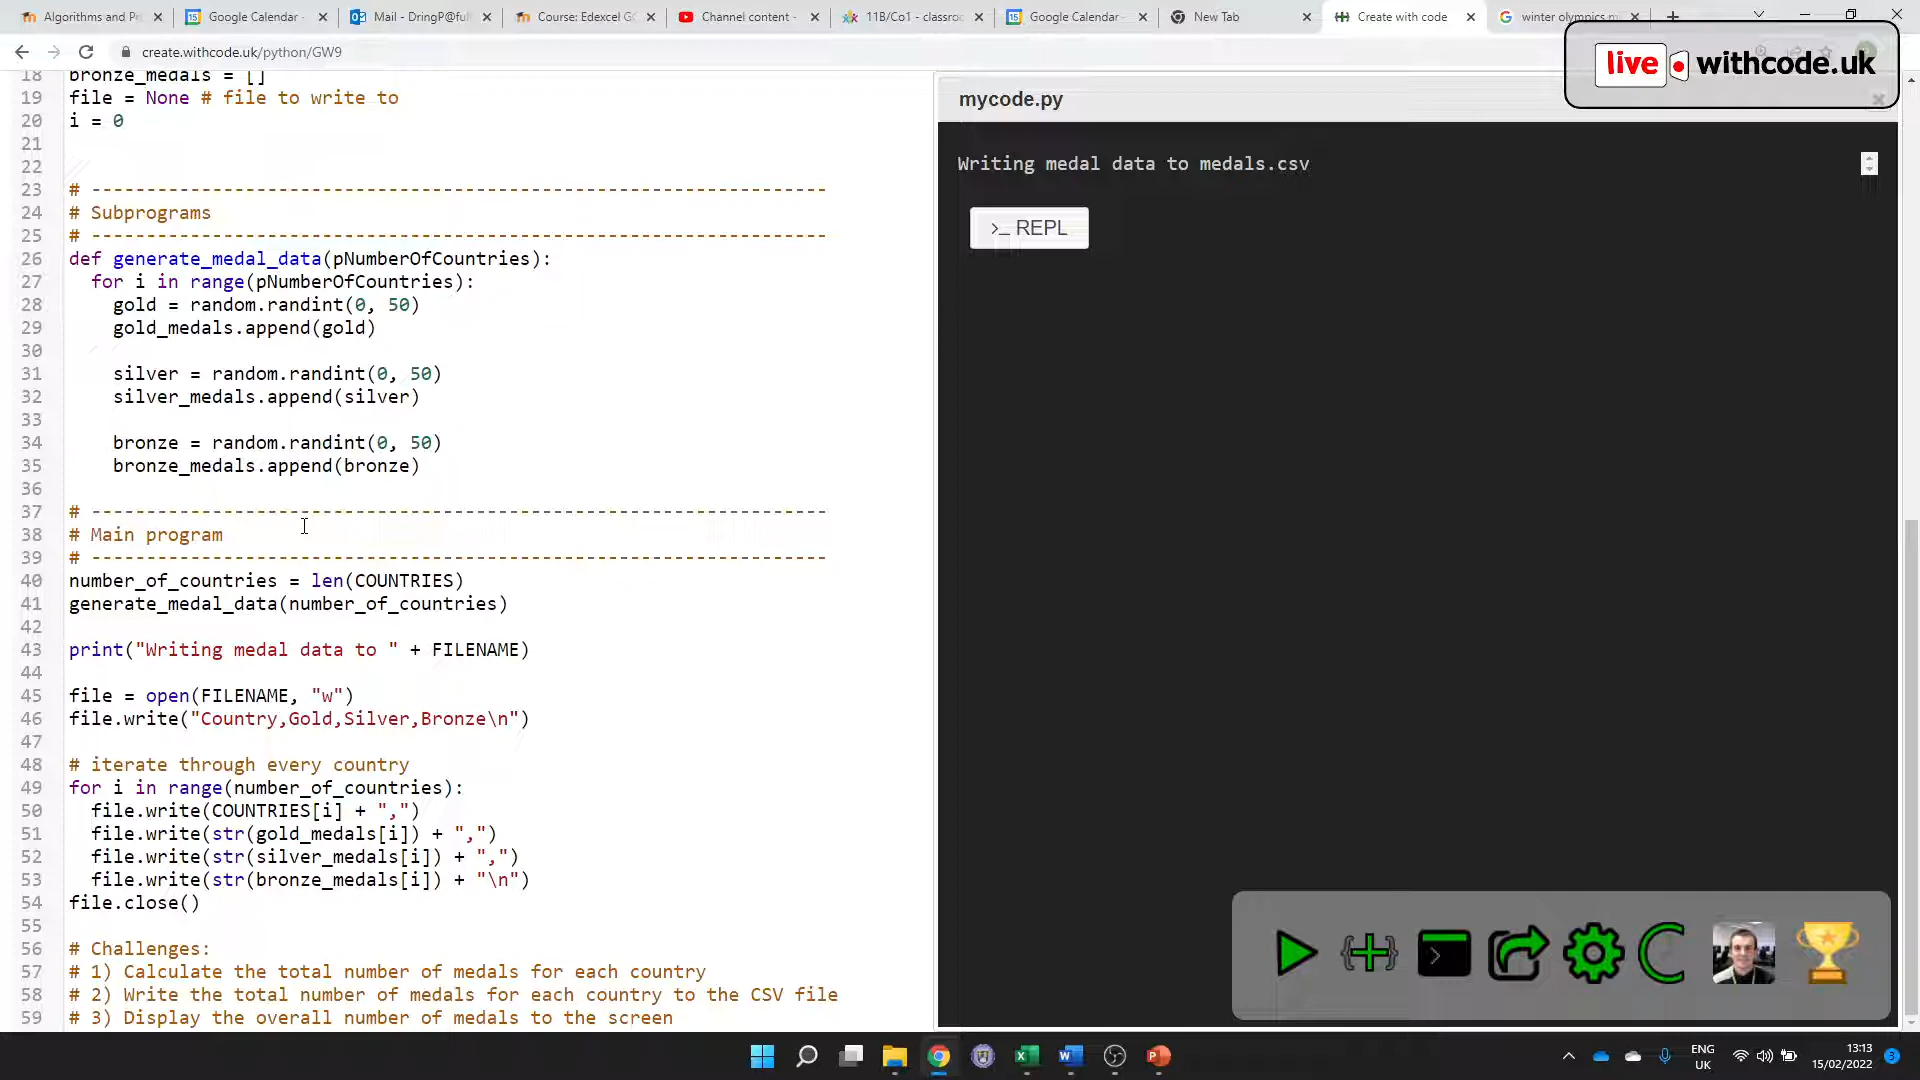 Algorithms and Pr
Google Calendar -
Mail - DringP@ful
Course: Edexcel GC
Channel content -
11B/Co1 - classroo
Google Calendar -
New Tab
Create with code
winter olympics m
create.withcode.uk/python/GW9
live withcode.uk
18 bronze_medals = []
19 file = None # file to write to
20 i = 0
21
22
23 # -------------------------------------------------------------------
24 # Subprograms
25 # -------------------------------------------------------------------
26 def generate_medal_data(pNumberOfCountries):
27 for i in range(pNumberOfCountries):
28 gold = random.randint(0, 50)
29 gold_medals.append(gold)
30
31 silver = random.randint(0, 50)
32 silver_medals.append(silver)
33
34 bronze = random.randint(0, 50)
35 bronze_medals.append(bronze)
36
37 # -------------------------------------------------------------------
38 # Main program
39 # -------------------------------------------------------------------
40 number_of_countries = len(COUNTRIES)
41 generate_medal_data(number_of_countries)
42
43 print("Writing medal data to " + FILENAME)
44
45 file = open(FILENAME, "w")
46 file.write("Country,Gold,Silver,Bronze\n")
47
48 # iterate through every country
49 for i in range(number_of_countries):
50 file.write(COUNTRIES[i] + ",")
51 file.write(str(gold_medals[i]) + ",")
52 file.write(str(silver_medals[i]) + ",")
53 file.write(str(bronze_medals[i]) + "\n")
54 file.close()
55
56 # Challenges:
57 # 1) Calculate the total number of medals for each country
58 # 2) Write the total number of medals for each country to the CSV file
59 # 3) Display the overall number of medals to the screen
mycode.py
Writing medal data to medals.csv
>_ REPL
ENG
UK
13:13
15/02/2022
3